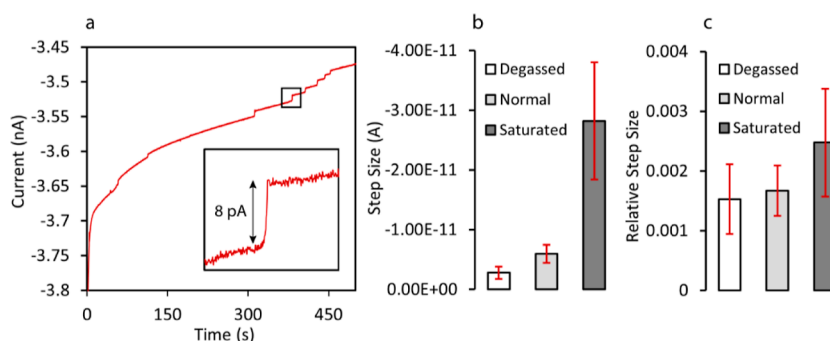 a
-3.45
-3.5
-3.55
-3.6
-3.65
-3.7
-3.75
-3.8
Current (nA)
8 pA
0 150 300 450
Time (s)
b
-4.00E-11
-3.00E-11
-2.00E-11
-1.00E-11
0.00E+00
Step Size (A)
Degassed
Normal
Saturated
c
0.004
0.003
0.002
0.001
0
Relative Step Size
Degassed
Normal
Saturated